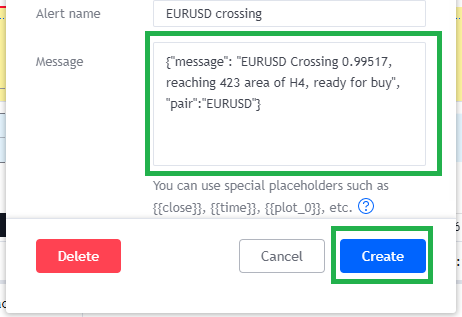 Alert name EURUSD crossing
Message {"message": "EURUSD Crossing 0.99517,
reaching 423 area of H4, ready for buy",
"pair":"EURUSD"}
You can use special placeholders such as
{{close}}, {{time}}, {{plot_0}}, etc. ?
Delete Cancel Create